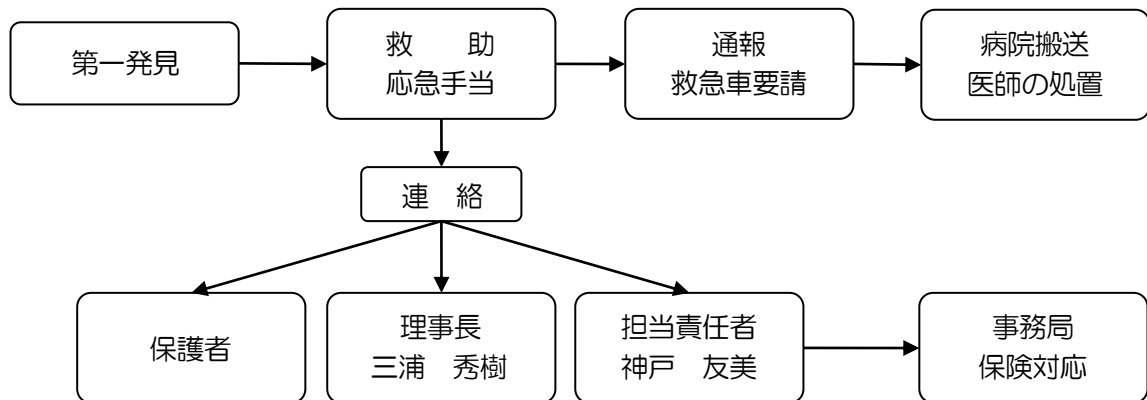 第一発見
救　　助
応急手当
通報
救急車要請
病院搬送
医師の処置
連　絡
保護者
理事長
三浦　秀樹
担当責任者
神戸　友美
事務局
保険対応